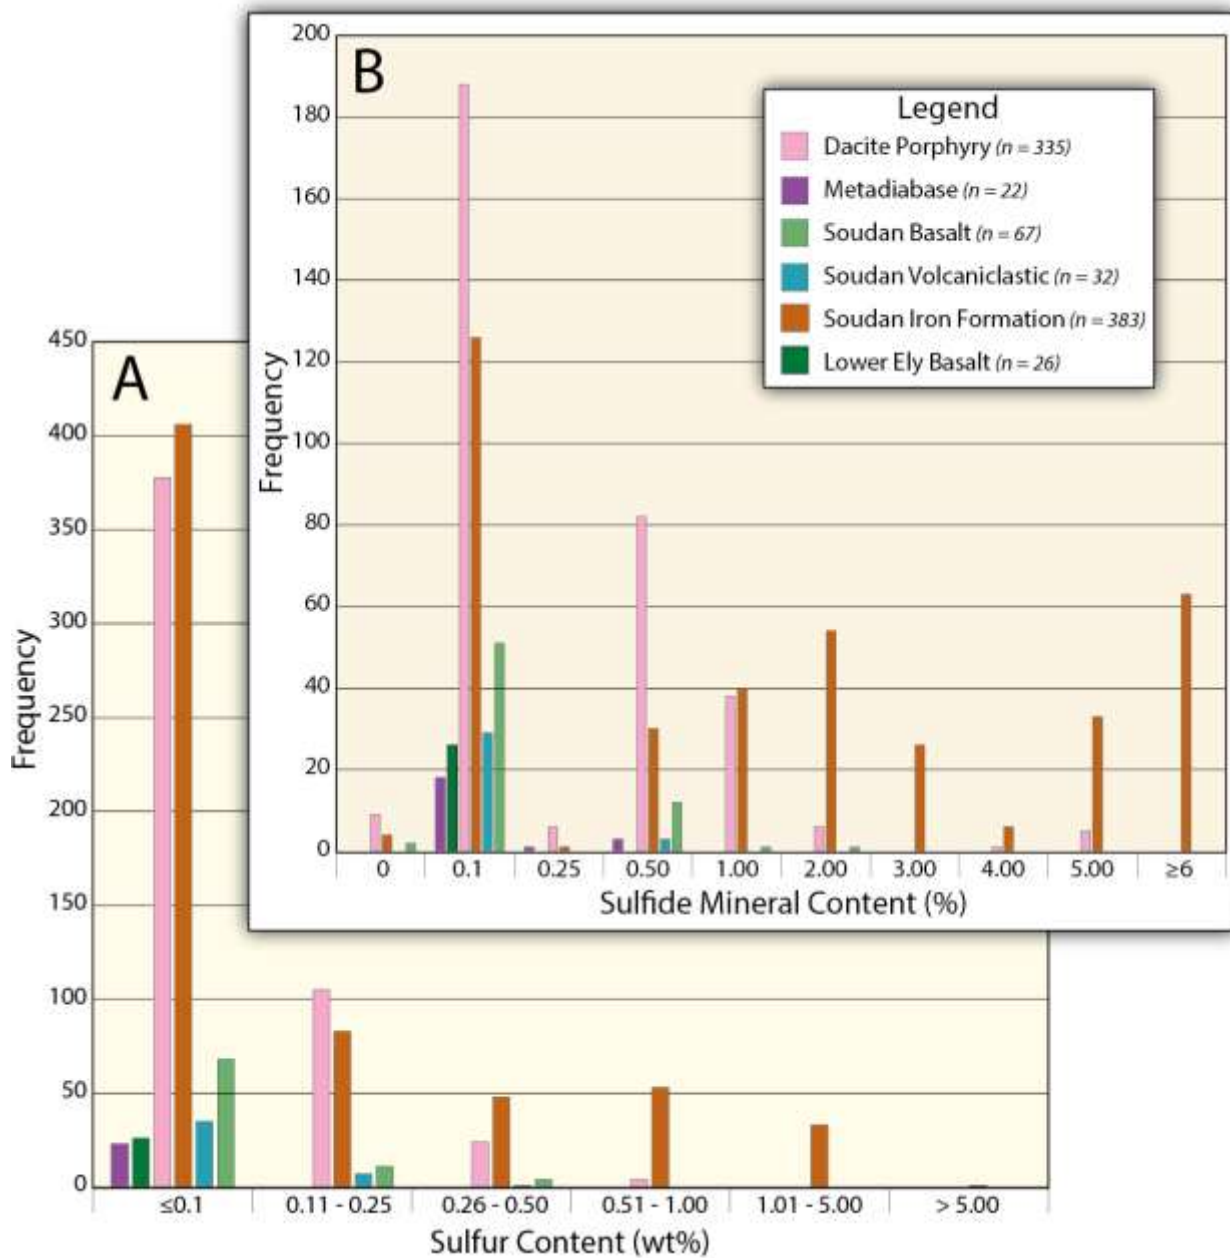 B
200
180
160
140
120
100
80
60
40
20
0
Frequency
Legend
Dacite Porphyry (n = 335)
Metadiabase (n = 22)
Soudan Basalt (n = 67)
Soudan Volcaniclastic (n = 32)
Soudan Iron Formation (n = 383)
Lower Ely Basalt (n = 26)
0 0.1 0.25 0.50 1.00 2.00 3.00 4.00 5.00 ≥6
Sulfide Mineral Content (%)
A
450
400
350
300
250
200
150
100
50
0
Frequency
≤0.1 0.11 - 0.25 0.26 - 0.50 0.51 - 1.00 1.01 - 5.00 > 5.00
Sulfur Content (wt%)